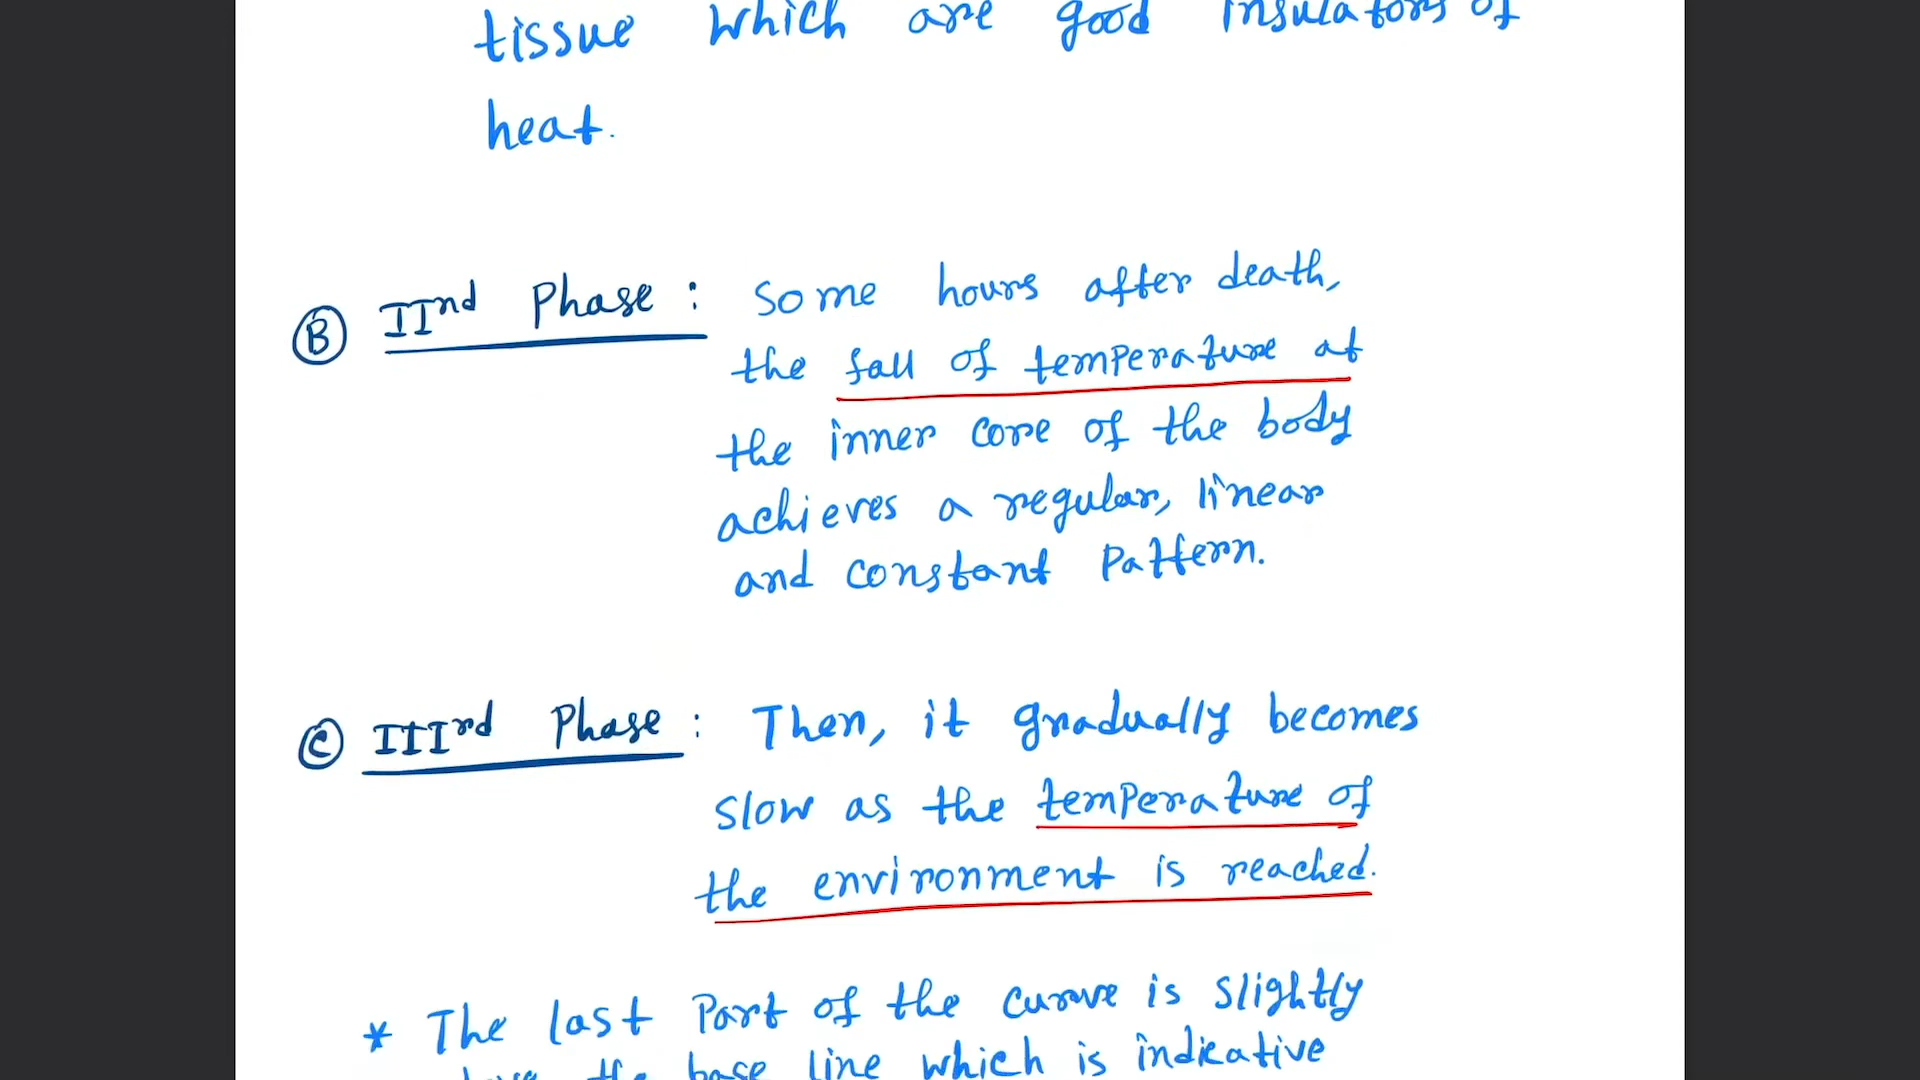 tissue which are good insulators of
heat.
Ⓑ IInd Phase : Some hours after death,
the fall of temperature at
the inner core of the body
achieves a regular, linear
and constant pattern.
Ⓒ IIIrd Phase : Then, it gradually becomes
slow as the temperature of
the environment is reached.
* The last part of the curve is slightly
the base line which is indicative